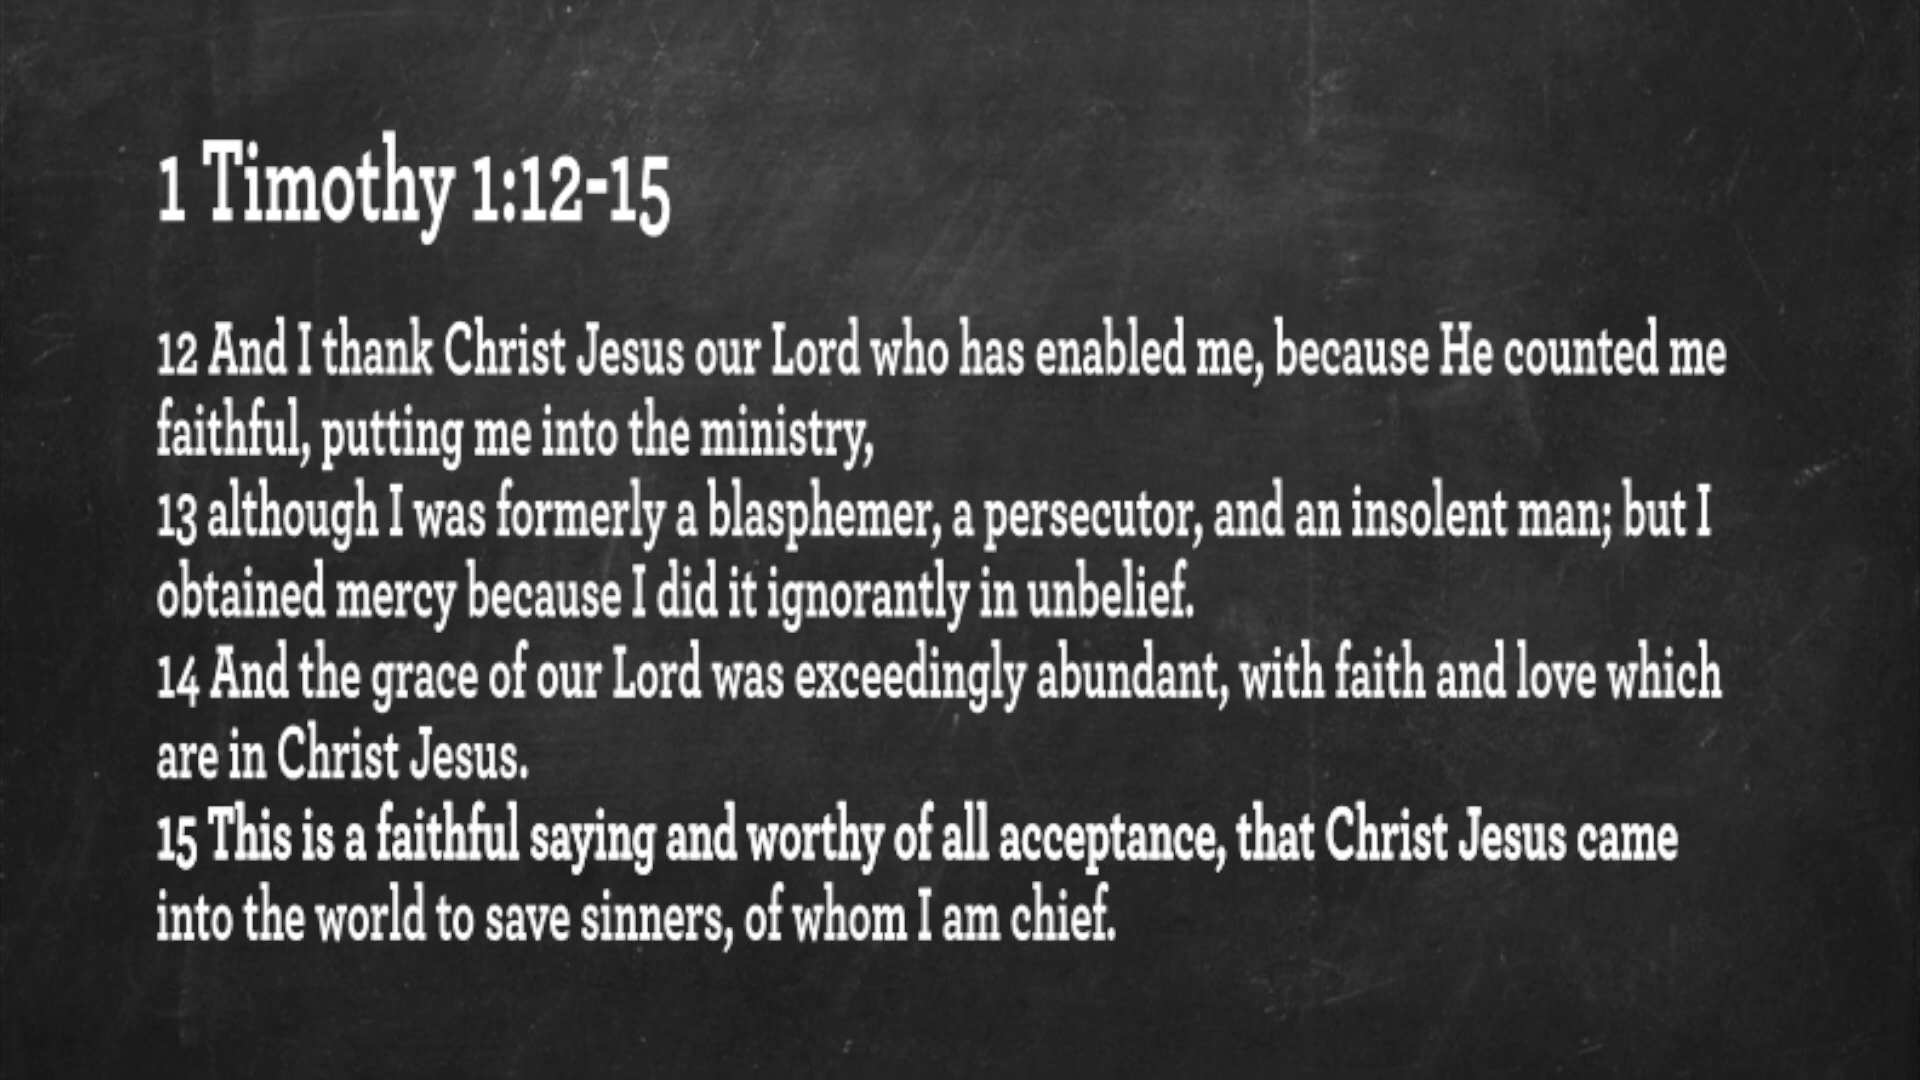 1 Timothy 1:12-15
12 And I thank Christ Jesus our Lord who has enabled me, because He counted me
faithful, putting me into the ministry,
13 although I was formerly a blasphemer, a persecutor, and an insolent man; but I
obtained mercy because I did it ignorantly in unbelief.
14 And the grace of our Lord was exceedingly abundant, with faith and love which
are in Christ Jesus.
15 This is a faithful saying and worthy of all acceptance, that Christ Jesus came
into the world to save sinners, of whom I am chief.